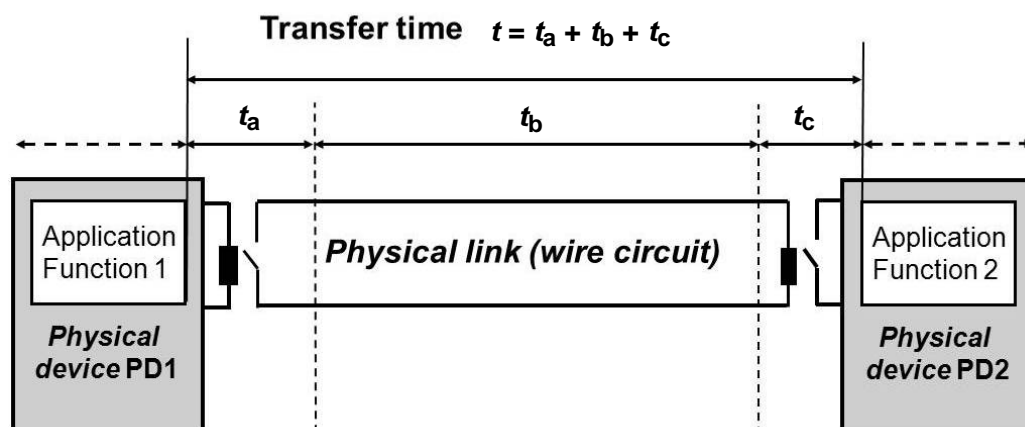 Transfer time t = ta + tb + tc
ta
tb
tc
Application
Function 1
Physical link (wire circuit)
Application
Function 2
Physical
device PD1
Physical
device PD2